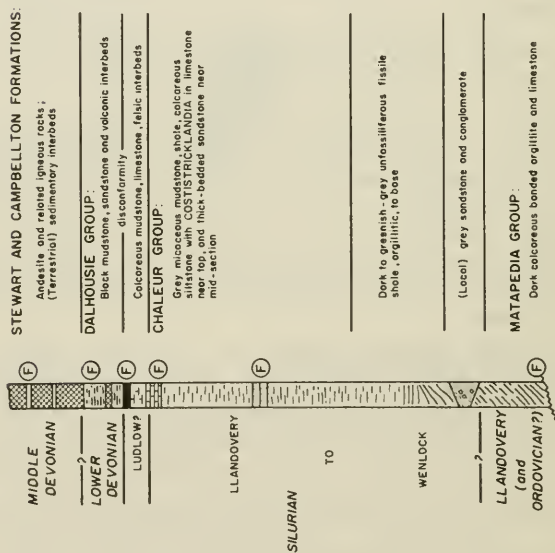 STEWART AND CAMPBELLTON FORMATIONS:
Andesite and related igneous rocks;
(Terrestrial) sedimentary interbeds
DALHOUSIE GROUP:
Black mudstone, sandstone and volcanic interbeds
disconformity
Calcareous mudstone, limestone, felsic interbeds
CHALEUR GROUP:
Grey micaceous mudstone, shale, calcareous
siltstone with COSTISTRICKLANDIA in limestone
near top, and thick-bedded sandstone near
mid-section
Dark to greenish-grey unfossiliferous fissile
shale, argillitic, to base
(Local) grey sandstone and conglomerate
MATAPEDIA GROUP:
Dark calcareous banded argillite and limestone
F
F
F
F
F
F
MIDDLE
DEVONIAN
?
LOWER
DEVONIAN
LUDLOW?
LLANDOVERY
TO
WENLOCK
SILURIAN
?
LLANDOVERY
(and
ORDOVICIAN?)